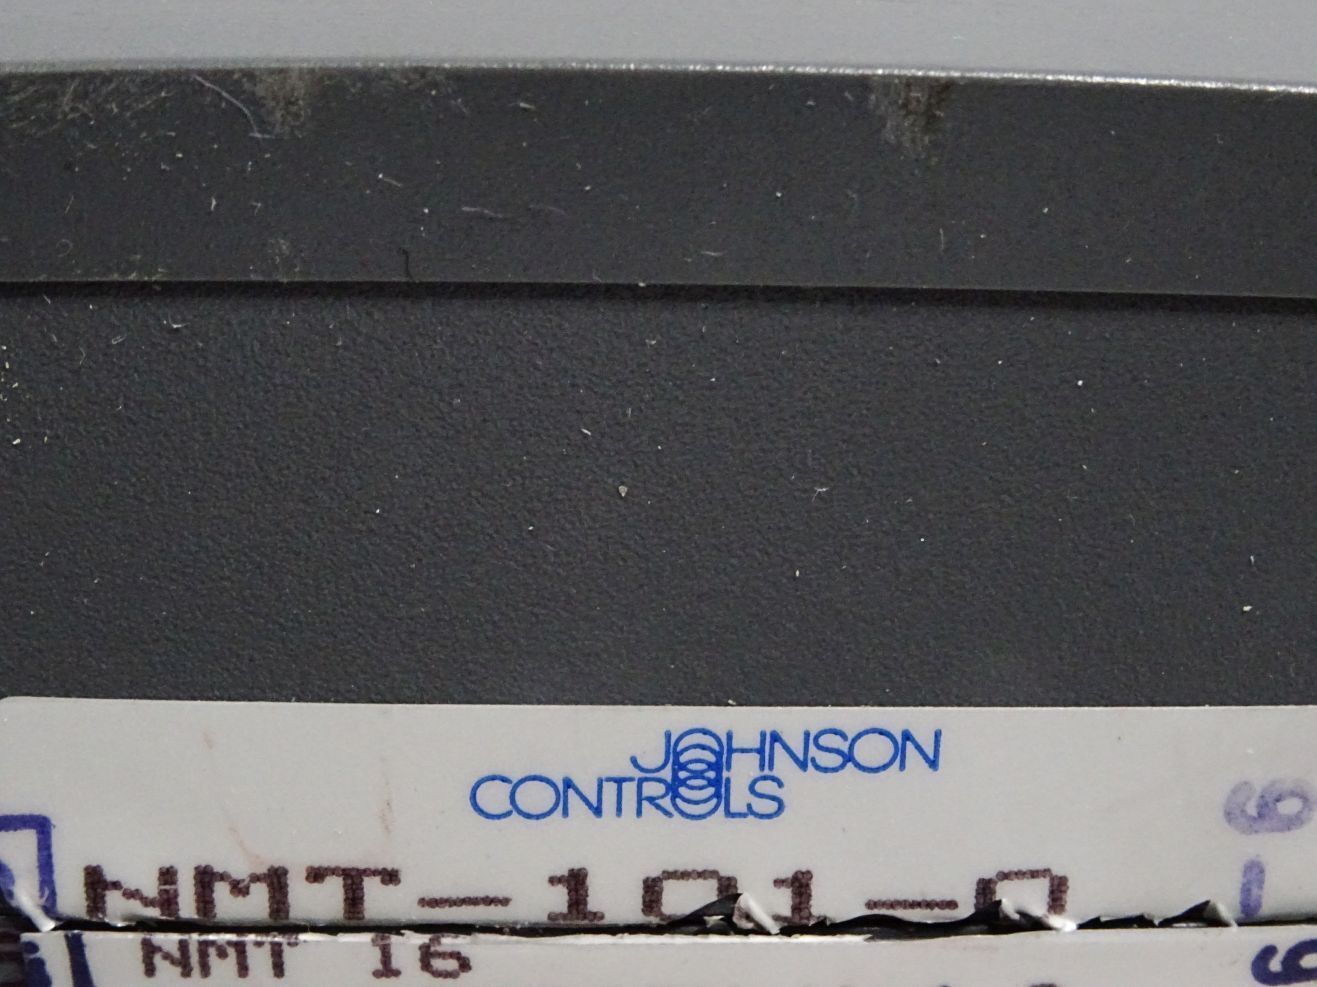 JOHNSON
CONTROLS
NMT-101-0
NMT 16